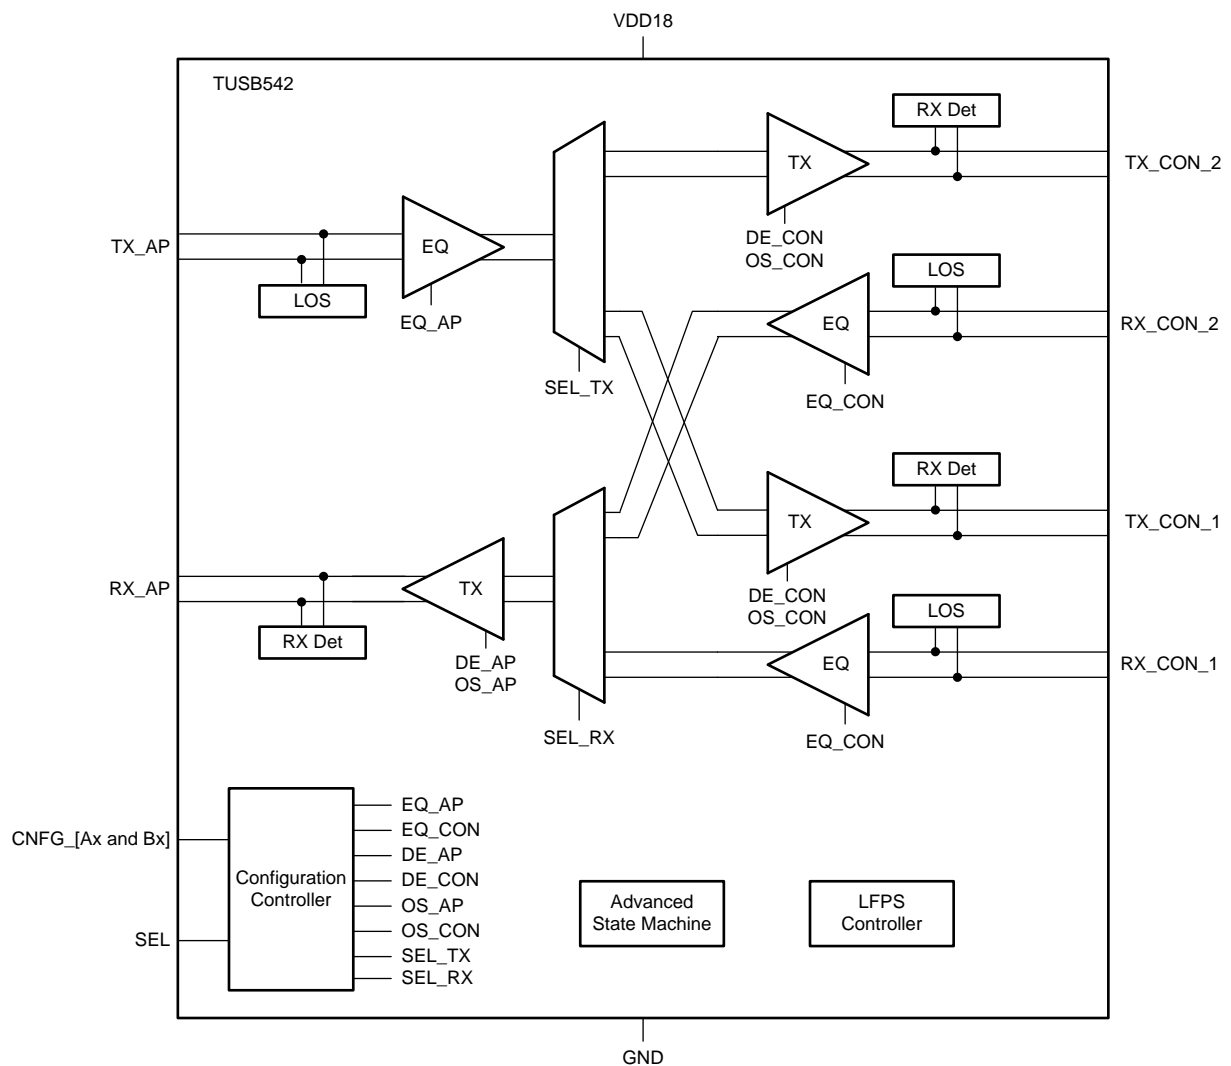 VDD18
TUSB542
RX Det
TX
TX_CON_2
TX_AP
EQ
DE_CON
OS_CON
LOS
LOS
EQ_AP
EQ
RX_CON_2
SEL_TX
EQ_CON
RX Det
TX
TX_CON_1
RX_AP
TX
DE_CON
OS_CON
LOS
RX Det
DE_AP
OS_AP
EQ
RX_CON_1
SEL_RX
EQ_CON
CNFG_[Ax and Bx]
SEL
Configuration
Controller
EQ_AP
EQ_CON
DE_AP
DE_CON
OS_AP
OS_CON
SEL_TX
SEL_RX
Advanced
State Machine
LFPS
Controller
GND